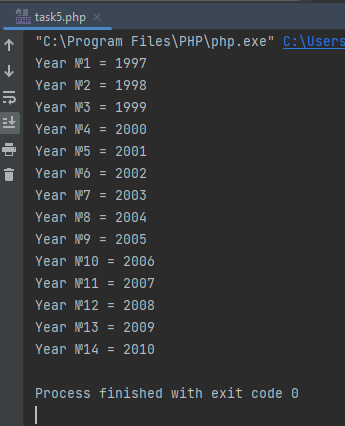 task5.php
"C:\Program Files\PHP\php.exe" C:\Users
Year №1 = 1997
Year №2 = 1998
Year №3 = 1999
Year №4 = 2000
Year №5 = 2001
Year №6 = 2002
Year №7 = 2003
Year №8 = 2004
Year №9 = 2005
Year №10 = 2006
Year №11 = 2007
Year №12 = 2008
Year №13 = 2009
Year №14 = 2010
Process finished with exit code 0